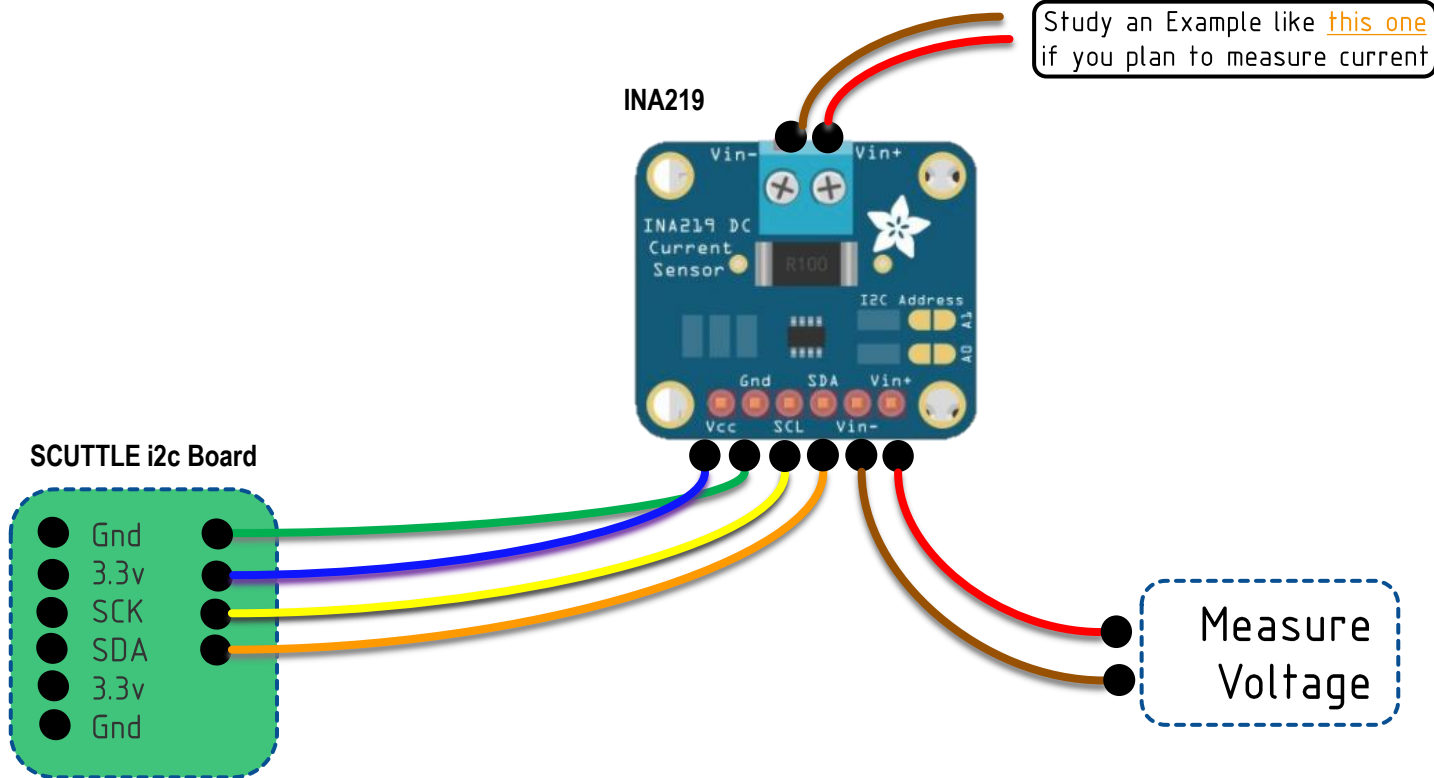 Study an Example like this one
if you plan to measure current
INA219
Vin-
Vin+
INA219 DC
Current
Sensor
R100
I2C Address
A1
A0
Gnd
SDA
Vin+
Vcc
SCL
Vin-
SCUTTLE i2c Board
Gnd
3.3v
SCK
SDA
3.3v
Gnd
Measure
Voltage